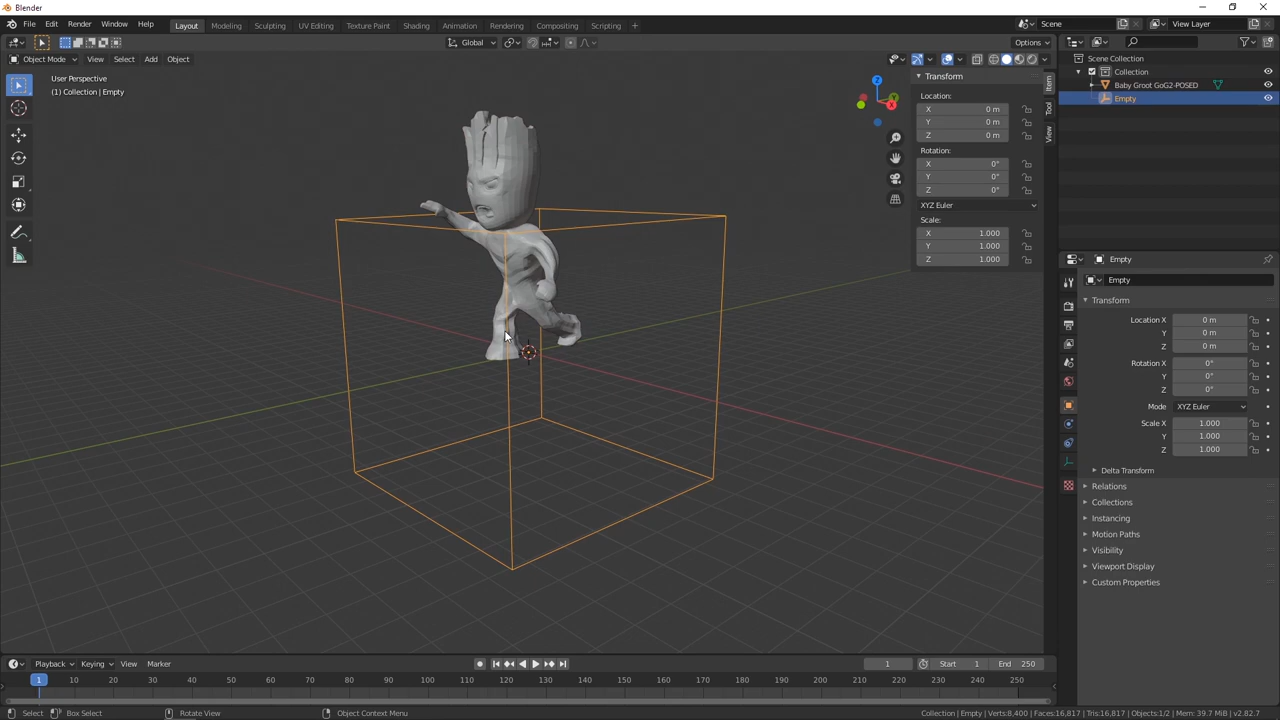 Blender
File Edit Render Window Help Layout Modeling Sculpting UV Editing Texture Paint Shading Animation Rendering Compositing Scripting + Scene View Layer
Global Options
Object Mode View Select Add Object
User Perspective
(1) Collection | Empty
Z
Y
X
Transform
Location:
X 0 m
Y 0 m
Z 0 m
Rotation:
X 0°
Y 0°
Z 0°
XYZ Euler
Scale:
X 1.000
Y 1.000
Z 1.000
Item
Tool
View
Scene Collection
Collection
Baby Groot GoG2-POSED
Empty
Empty
Empty
Transform
Location X 0 m
Y 0 m
Z 0 m
Rotation X 0°
Y 0°
Z 0°
Mode XYZ Euler
Scale X 1.000
Y 1.000
Z 1.000
Delta Transform
Relations
Collections
Instancing
Motion Paths
Visibility
Viewport Display
Custom Properties
Playback Keying View Marker 1 Start 1 End 250
1 10 20 30 40 50 60 70 80 90 100 110 120 130 140 150 160 170 180 190 200 210 220 230 240 250
Select Box Select Rotate View Object Context Menu Collection | Empty | Verts:8,400 | Faces:16,817 | Tris:16,817 | Objects:1/2 | Mem: 39.7 MiB | v2.82.7